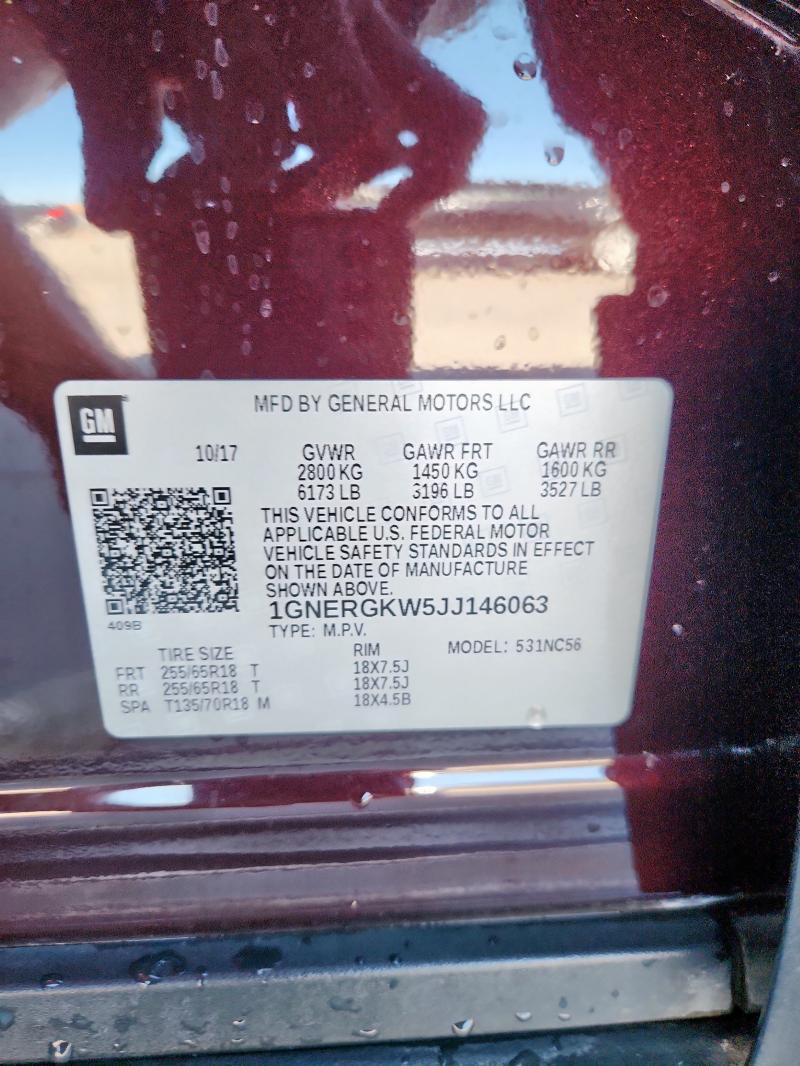 GM
MFD BY GENERAL MOTORS LLC
10/17 GVWR GAWR FRT GAWR RR
2800 KG 1450 KG 1600 KG
6173 LB 3196 LB 3527 LB
THIS VEHICLE CONFORMS TO ALL
APPLICABLE U.S. FEDERAL MOTOR
VEHICLE SAFETY STANDARDS IN EFFECT
ON THE DATE OF MANUFACTURE
SHOWN ABOVE.
1GNERGKW5JJ146063
409B
TYPE: M.P.V.
TIRE SIZE RIM MODEL: 531NC56
FRT 255/65R18 T 18X7.5J
RR 255/65R18 T 18X7.5J
SPA T135/70R18 M 18X4.5B